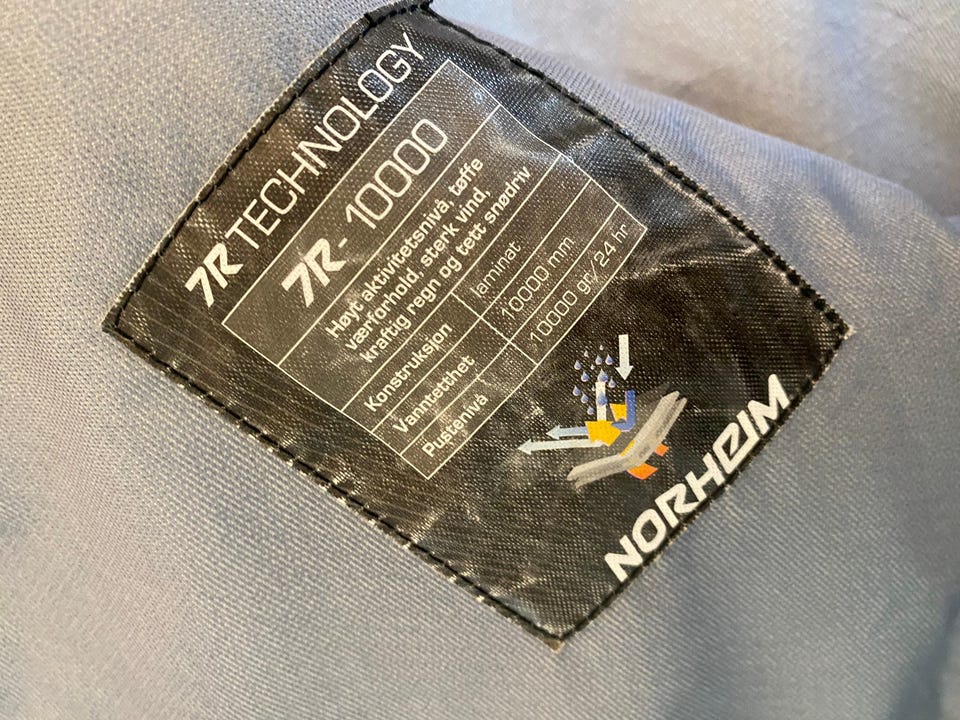 7R TECHNOLOGY
7R - 10000
Høyt aktivitetsnivå, tøffe
værforhold, sterk vind,
kraftig regn og tett snødriv
Konstruksjon laminat
Vanntetthet 10000 mm
Pustenivå 10000 gr/24 hr
NORHEIM